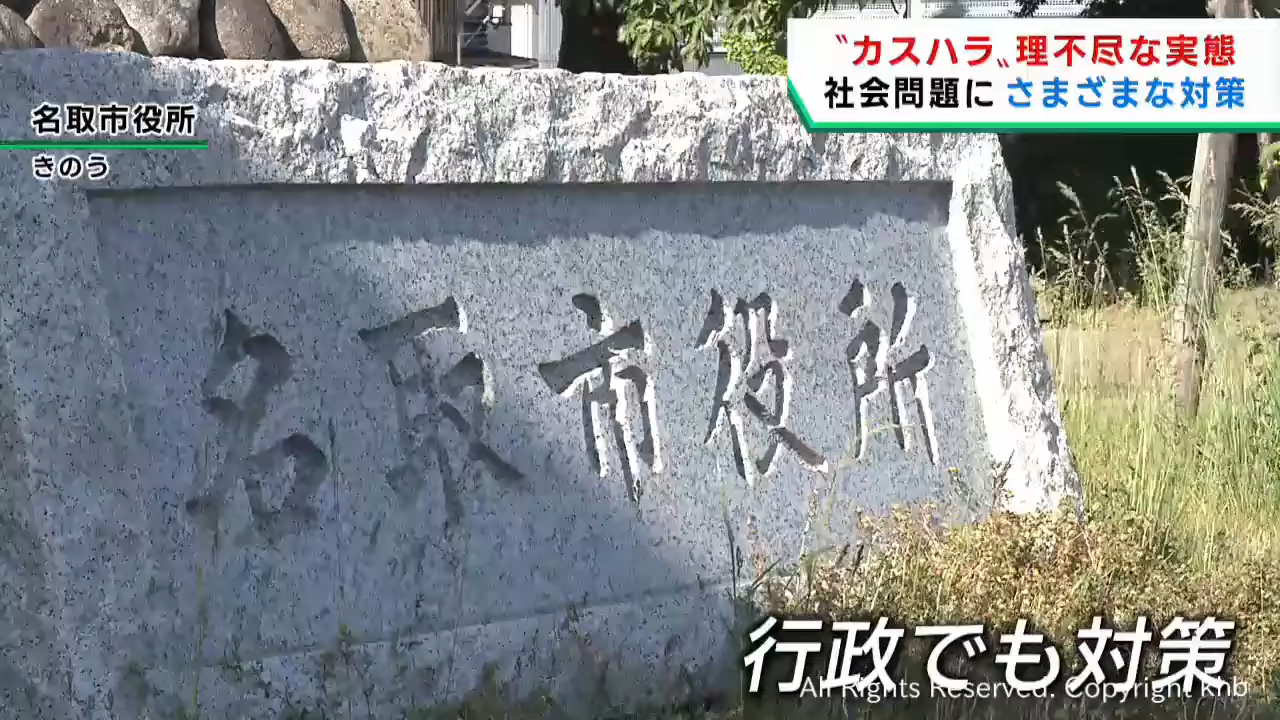 〝カスハラ〟理不尽な実態
社会問題に さまざまな対策
名取市役所
きのう
名取市役所
行政でも対策
All Rights Reserved. Copyright khb